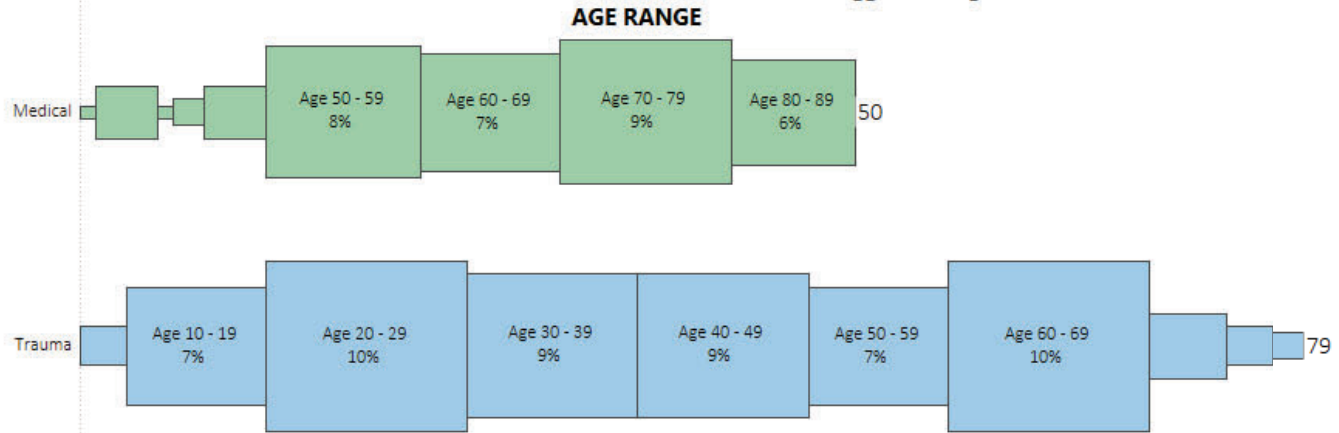 AGE RANGE
Medical
Age 50 - 59
8%
Age 60 - 69
7%
Age 70 - 79
9%
Age 80 - 89
6%
50
Trauma
Age 10 - 19
7%
Age 20 - 29
10%
Age 30 - 39
9%
Age 40 - 49
9%
Age 50 - 59
7%
Age 60 - 69
10%
79